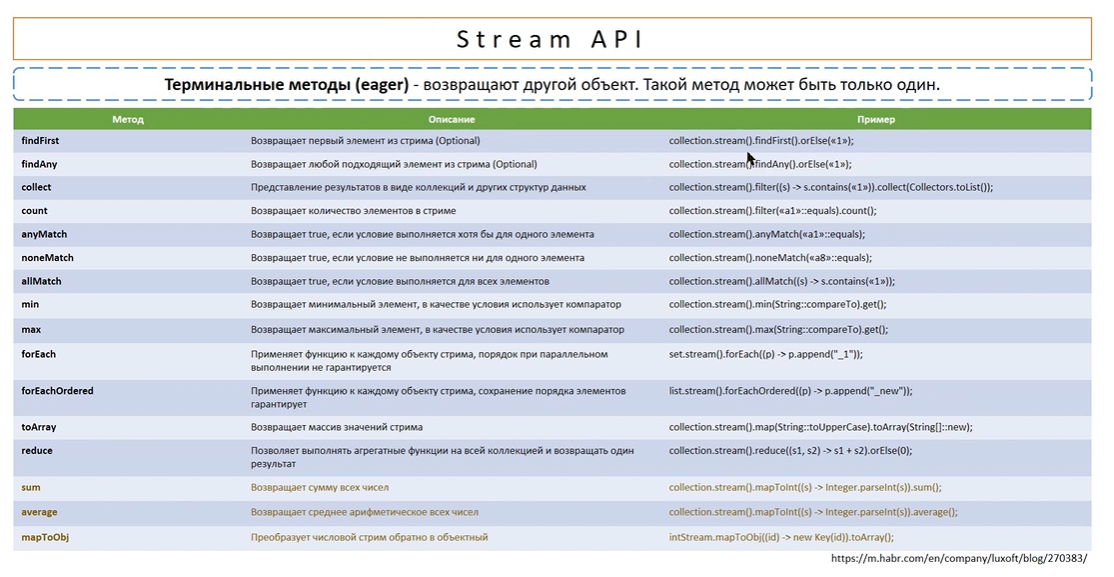 Stream API
Терминальные методы (eager) - возвращают другой объект. Такой метод может быть только один.
Метод Описание Пример
findFirst Возвращает первый элемент из стрима (Optional) collection.stream().findFirst().orElse(«1»);
findAny Возвращает любой подходящий элемент из стрима (Optional) collection.stream().findAny().orElse(«1»);
collect Представление результатов в виде коллекций и других структур данных collection.stream().filter((s) -> s.contains(«1»)).collect(Collectors.toList());
count Возвращает количество элементов в стриме collection.stream().filter(«a1»::equals).count();
anyMatch Возвращает true, если условие выполняется хотя бы для одного элемента collection.stream().anyMatch(«a1»::equals);
noneMatch Возвращает true, если условие не выполняется ни для одного элемента collection.stream().noneMatch(«a8»::equals);
allMatch Возвращает true, если условие выполняется для всех элементов collection.stream().allMatch((s) -> s.contains(«1»));
min Возвращает минимальный элемент, в качестве условия использует компаратор collection.stream().min(String::compareTo).get();
max Возвращает максимальный элемент, в качестве условия использует компаратор collection.stream().max(String::compareTo).get();
forEach Применяет функцию к каждому объекту стрима, порядок при параллельном set.stream().forEach((p) -> p.append("_1"));
выполнении не гарантируется
forEachOrdered Применяет функцию к каждому объекту стрима, сохранение порядка элементов list.stream().forEachOrdered((p) -> p.append("_new"));
гарантирует
toArray Возвращает массив значений стрима collection.stream().map(String::toUpperCase).toArray(String[]::new);
reduce Позволяет выполнять агрегатные функции на всей коллекцией и возвращать один collection.stream().reduce((s1, s2) -> s1 + s2).orElse(0);
результат
sum Возвращает сумму всех чисел collection.stream().mapToInt((s) -> Integer.parseInt(s)).sum();
average Возвращает среднее арифметическое всех чисел collection.stream().mapToInt((s) -> Integer.parseInt(s)).average();
mapToObj Преобразует числовой стрим обратно в объектный intStream.mapToObj((id) -> new Key(id)).toArray();
https://m.habr.com/en/company/luxoft/blog/270383/